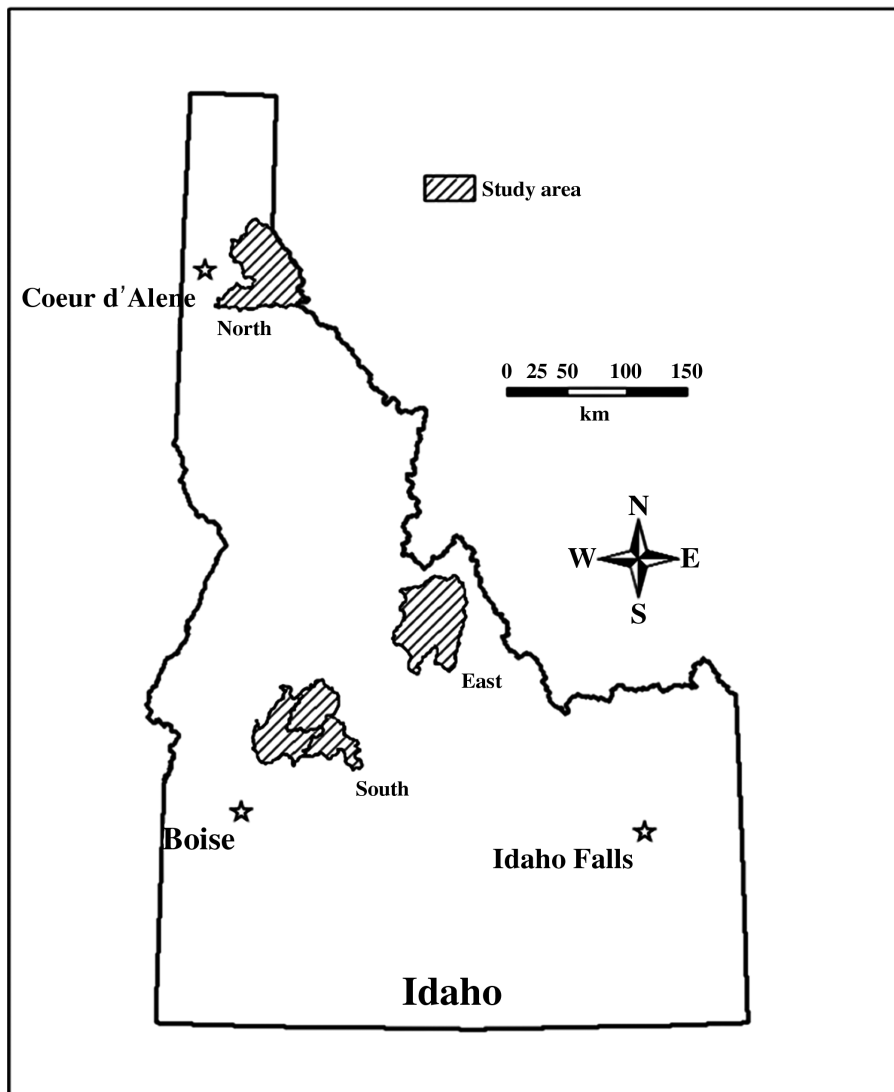 Study area
Coeur d'Alene
North
0 25 50 100 150
km
N
W E
S
East
South
Boise
Idaho Falls
Idaho